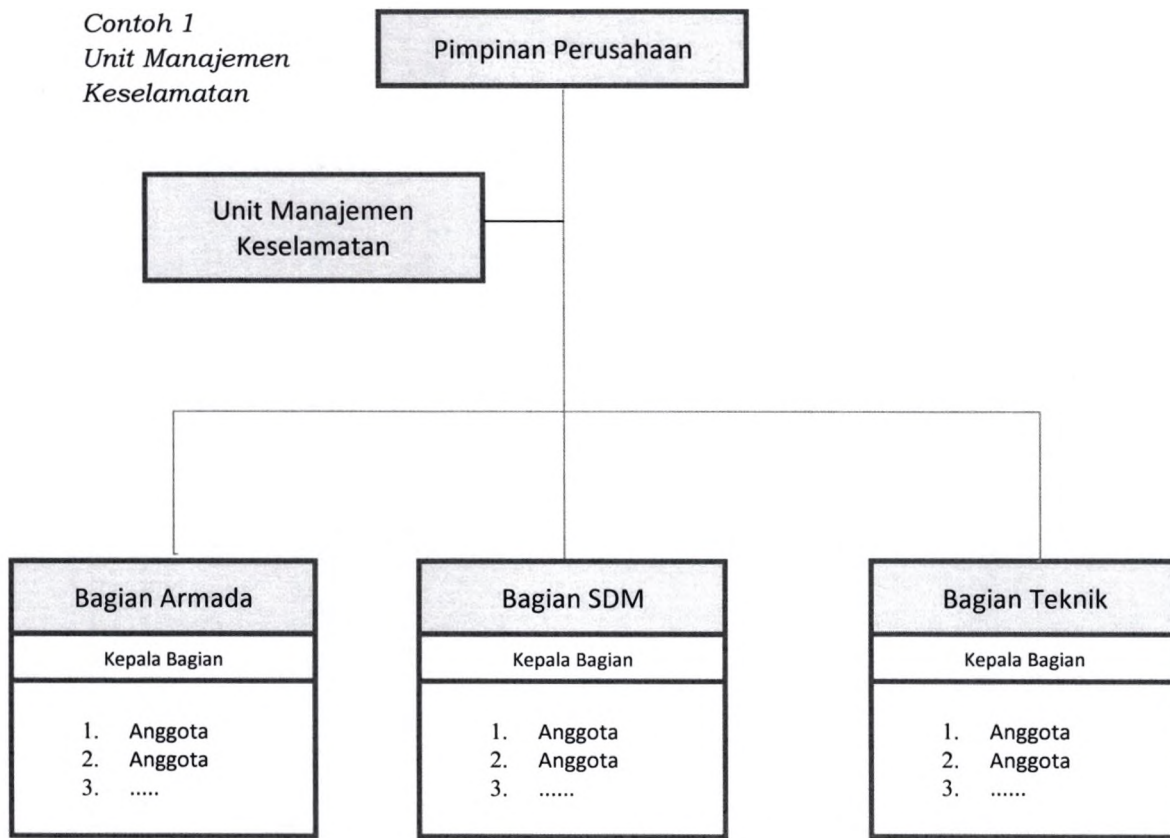 Contoh 1
Unit Manajemen
Keselamatan
Pimpinan Perusahaan
Unit Manajemen
Keselamatan
Bagian Armada
Kepala Bagian
1. Anggota
2. Anggota
3. .....
Bagian SDM
Kepala Bagian
1. Anggota
2. Anggota
3. ......
Bagian Teknik
Kepala Bagian
1. Anggota
2. Anggota
3. ......